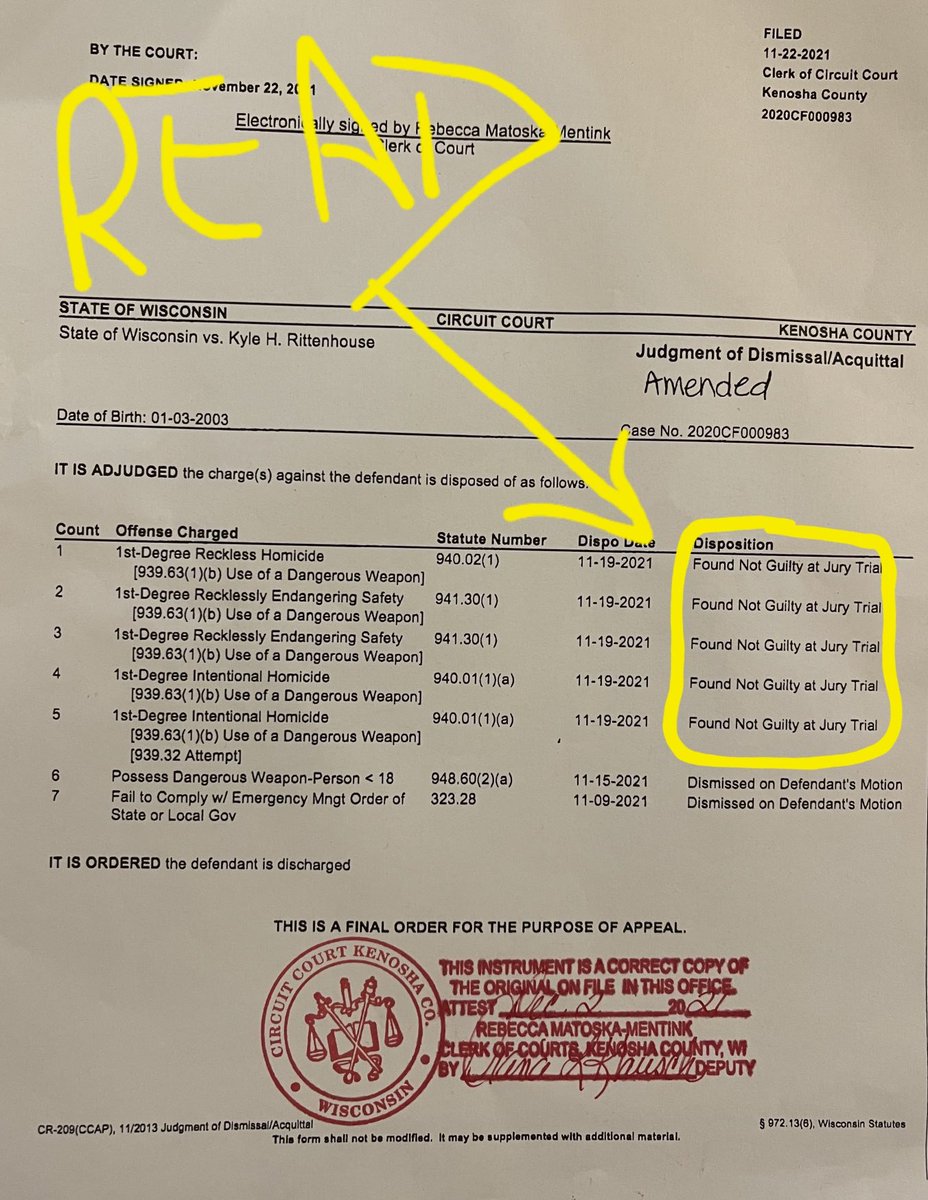 FILED
11-22-2021
Clerk of Circuit Court
Kenosha County
2020CF000983
BY THE COURT:
DATE SIGNED: November 22, 2021
Electronically signed by Rebecca Matoska-Mentink
Clerk of Court
READ
STATE OF WISCONSIN CIRCUIT COURT KENOSHA COUNTY
State of Wisconsin vs. Kyle H. Rittenhouse
Judgment of Dismissal/Acquittal
Amended
Date of Birth: 01-03-2003
Case No. 2020CF000983
IT IS ADJUDGED the charge(s) against the defendant is disposed of as follows:
Count Offense Charged Statute Number Dispo Date Disposition
1 1st-Degree Reckless Homicide 940.02(1) 11-19-2021 Found Not Guilty at Jury Trial
[939.63(1)(b) Use of a Dangerous Weapon]
2 1st-Degree Recklessly Endangering Safety 941.30(1) 11-19-2021 Found Not Guilty at Jury Trial
[939.63(1)(b) Use of a Dangerous Weapon]
3 1st-Degree Recklessly Endangering Safety 941.30(1) 11-19-2021 Found Not Guilty at Jury Trial
[939.63(1)(b) Use of a Dangerous Weapon]
4 1st-Degree Intentional Homicide 940.01(1)(a) 11-19-2021 Found Not Guilty at Jury Trial
[939.63(1)(b) Use of a Dangerous Weapon]
5 1st-Degree Intentional Homicide 940.01(1)(a) 11-19-2021 Found Not Guilty at Jury Trial
[939.63(1)(b) Use of a Dangerous Weapon]
[939.32 Attempt]
6 Possess Dangerous Weapon-Person < 18 948.60(2)(a) 11-15-2021 Dismissed on Defendant's Motion
7 Fail to Comply w/ Emergency Mngt Order of 323.28 11-09-2021 Dismissed on Defendant's Motion
State or Local Gov
IT IS ORDERED the defendant is discharged
THIS IS A FINAL ORDER FOR THE PURPOSE OF APPEAL.
CIRCUIT COURT KENOSHA CO.
WISCONSIN
THIS INSTRUMENT IS A CORRECT COPY OF
THE ORIGINAL ON FILE IN THIS OFFICE.
ATTEST Dec. 2 2021
REBECCA MATOSKA-MENTINK
CLERK OF COURTS, KENOSHA COUNTY, WI
BY DEPUTY
CR-209(CCAP), 11/2013 Judgment of Dismissal/Acquittal § 972.13(6), Wisconsin Statutes
This form shall not be modified. It may be supplemented with additional material.